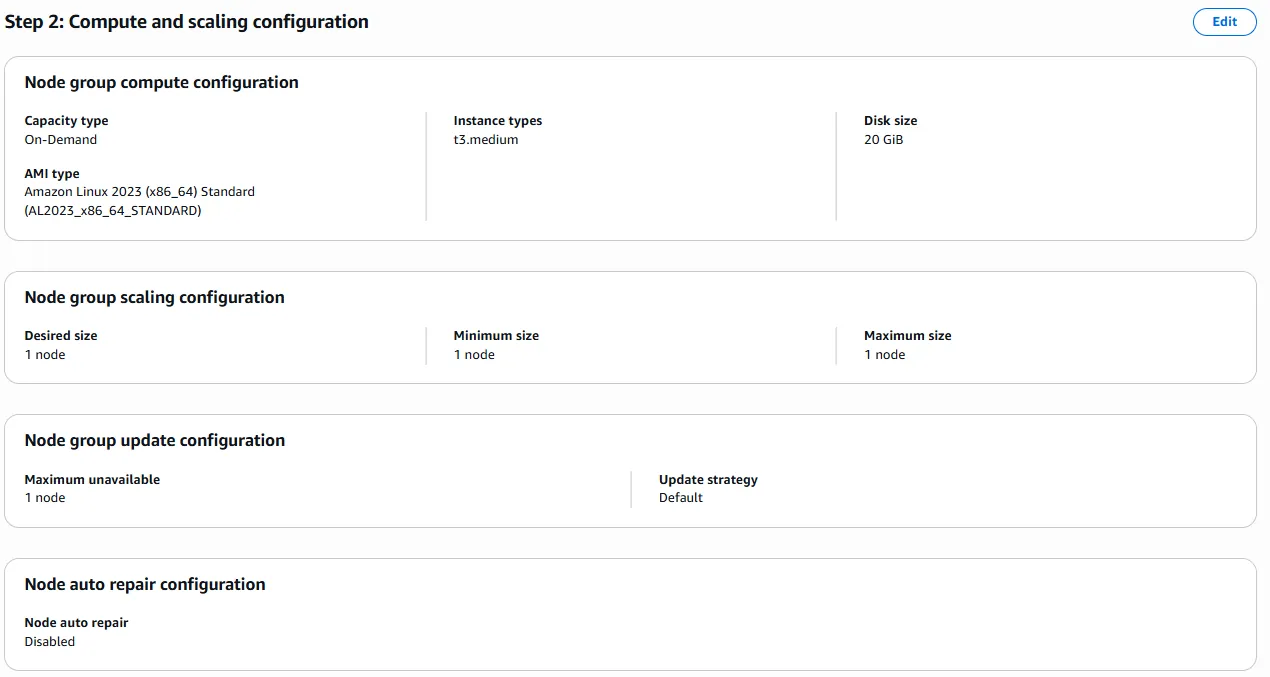 Step 2: Compute and scaling configuration
Edit
Node group compute configuration
Capacity type
On-Demand
AMI type
Amazon Linux 2023 (x86_64) Standard
(AL2023_x86_64_STANDARD)
Instance types
t3.medium
Disk size
20 GiB
Node group scaling configuration
Desired size
1 node
Minimum size
1 node
Maximum size
1 node
Node group update configuration
Maximum unavailable
1 node
Update strategy
Default
Node auto repair configuration
Node auto repair
Disabled